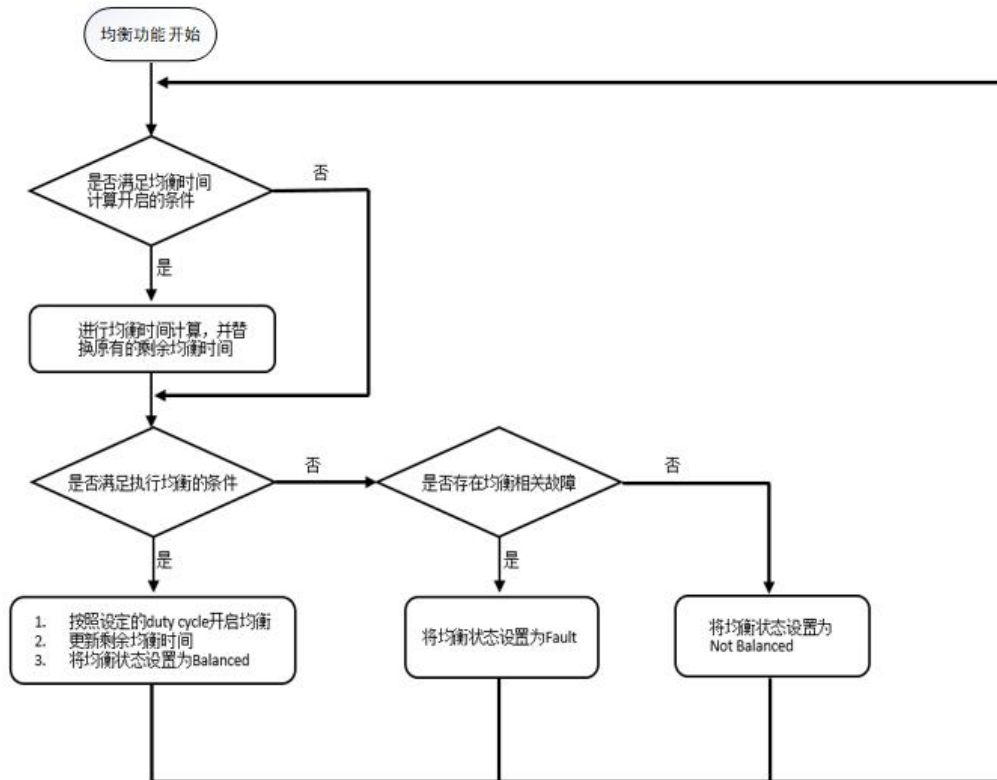 均衡功能 开始
是否满足均衡时间
计算开启的条件
否
是
进行均衡时间计算，并替
换原有的剩余均衡时间
是否满足执行均衡的条件
否
是否存在均衡相关故障
否
是
是
1. 按照设定的duty cycle开启均衡
2. 更新剩余均衡时间
3. 将均衡状态设置为Balanced
将均衡状态设置为Fault
将均衡状态设置为
Not Balanced